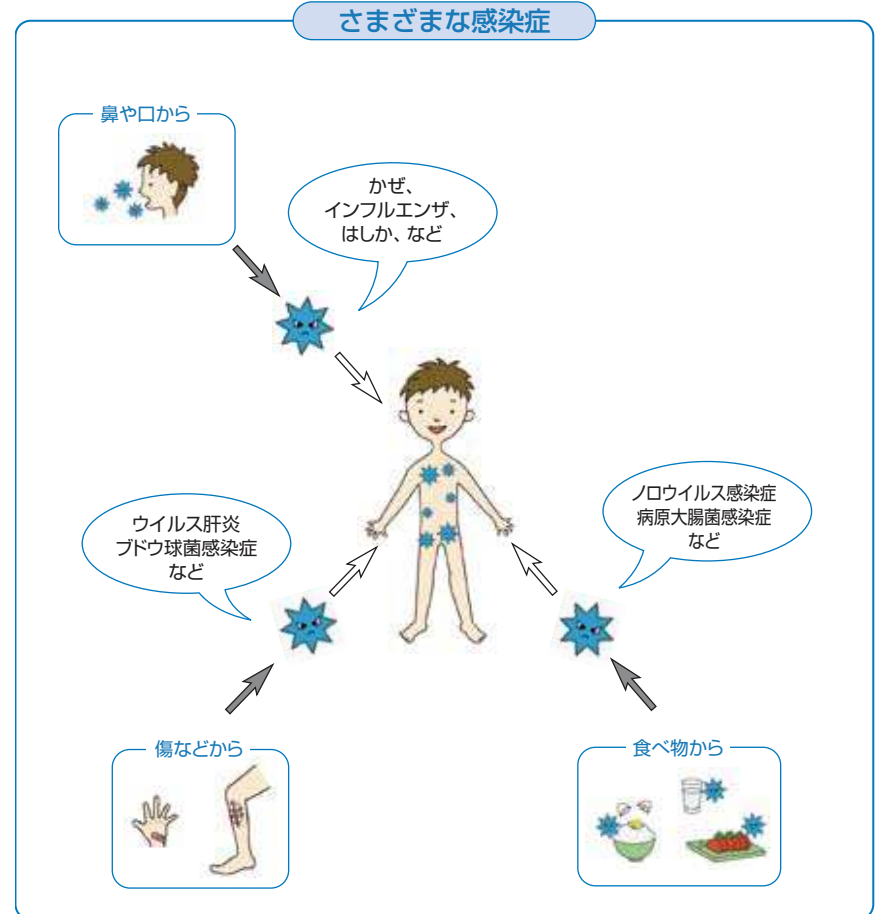 さまざまな感染症
鼻や口から
かぜ、
インフルエンザ、
はしか、など
ウイルス肝炎
ブドウ球菌感染症
など
ノロウイルス感染症
病原大腸菌感染症
など
傷などから
食べ物から